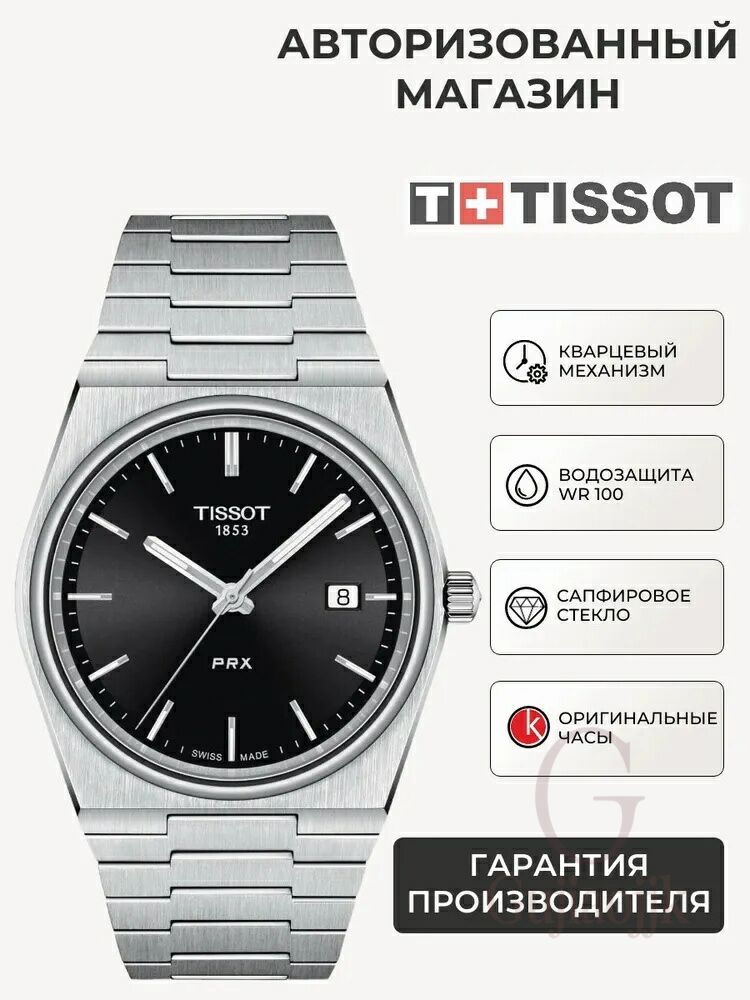 АВТОРИЗОВАННЫЙ
МАГАЗИН
T+TISSOT
КВАРЦЕВЫЙ
МЕХАНИЗМ
ВОДОЗАЩИТА
WR 100
САПФИРОВОЕ
СТЕКЛО
ОРИГИНАЛЬНЫЕ
ЧАСЫ
ГАРАНТИЯ
ПРОИЗВОДИТЕЛЯ
TISSOT
1853
8
PRX
SWISS MADE
k
G